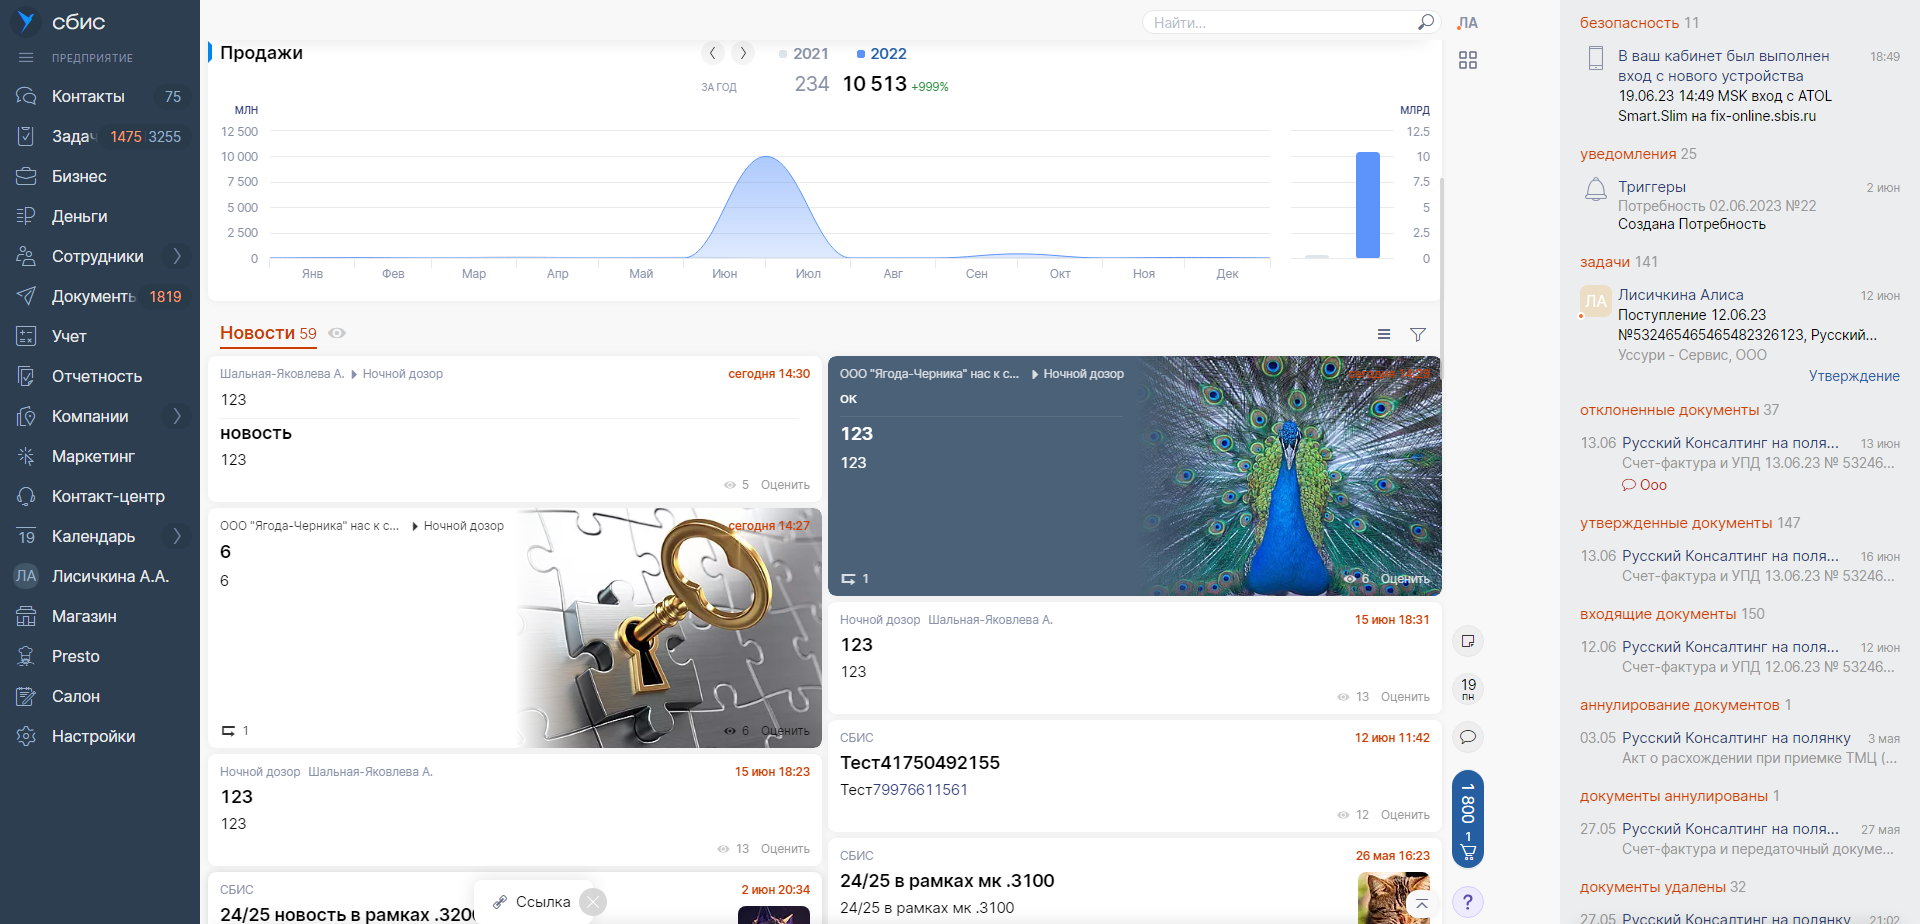 сбис
ПРЕДПРИЯТИЕ
Контакты 75
Задач 1475 3255
Бизнес
Деньги
Сотрудники
Документы 1819
Учет
Отчетность
Компании
Маркетинг
Контакт-центр
19 Календарь
ЛА Лисичкина А.А.
Магазин
Presto
Салон
Настройки
Найти...
ЛА
Продажи
2021 2022
ЗА ГОД 234 10 513 +999%
МЛН
12 500
10 000
7 500
5 000
2 500
0
Янв Фев Мар Апр Май Июн Июл Авг Сен Окт Ноя Дек
МЛРД
12.5
10
7.5
5
2.5
0
Новости 59
Шальная-Яковлева А. Ночной дозор сегодня 14:30
123
новость
123
5 Оценить
ООО "Ягода-Черника" нас к с... Ночной дозор сегодня 14:27
6
6
1 6 Оценить
Ночной дозор Шальная-Яковлева А. 15 июн 18:23
123
123
13 Оценить
СБИС 2 июн 20:34
24/25 новость в рамках .3200
Ссылка
ООО "Ягода-Черника" нас к с... Ночной дозор
ок
123
123
1 6 Оценить
Ночной дозор Шальная-Яковлева А. 15 июн 18:31
123
123
13 Оценить
СБИС 12 июн 11:42
Тест41750492155
Тест79976611561
12 Оценить
СБИС 26 мая 16:23
24/25 в рамках мк .3100
24/25 в рамках мк .3100
19
ПН
1 800
1
?
безопасность 11
В ваш кабинет был выполнен 18:49
вход с нового устройства
19.06.23 14:49 MSK вход с ATOL
Smart.Slim на fix-online.sbis.ru
уведомления 25
Триггеры 2 июн
Потребность 02.06.2023 №22
Создана Потребность
задачи 141
ЛА Лисичкина Алиса 12 июн
Поступление 12.06.23
№532465465465482326123, Русский...
Уссури - Сервис, ООО
Утверждение
отклоненные документы 37
13.06 Русский Консалтинг на поля... 13 июн
Счет-фактура и УПД 13.06.23 № 53246...
Ооо
утвержденные документы 147
13.06 Русский Консалтинг на поля... 16 июн
Счет-фактура и УПД 13.06.23 № 53246...
входящие документы 150
12.06 Русский Консалтинг на поля... 12 июн
Счет-фактура и УПД 12.06.23 № 53246...
аннулирование документов 1
03.05 Русский Консалтинг на полянку 3 мая
Акт о расхождении при приемке ТМЦ (...
документы аннулированы 1
27.05 Русский Консалтинг на поля... 27 мая
Счет-фактура и передаточный докуме...
документы удалены 32
27.05 Русский Консалтинг на полянку 21:02